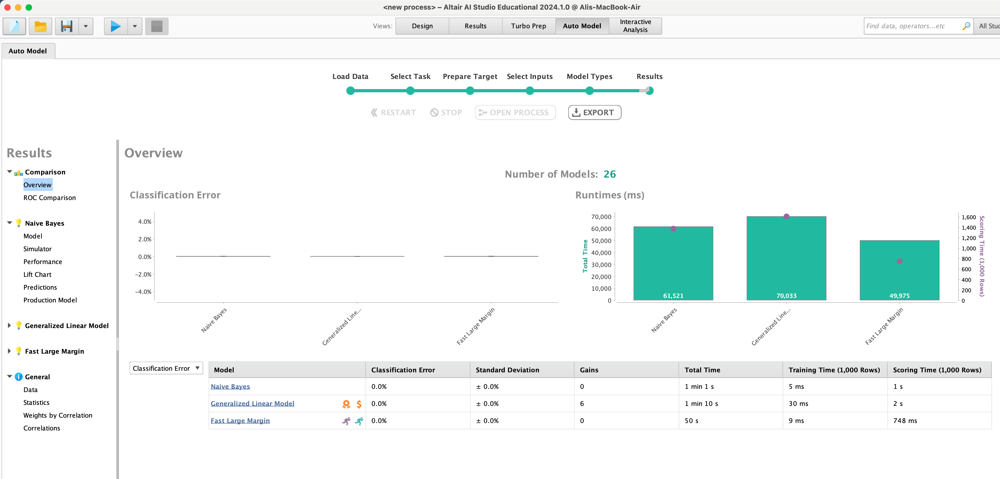 <new process> – Altair AI Studio Educational 2024.1.0 @ Alis-MacBook-Air
Views:
Design
Results
Turbo Prep
Auto Model
Interactive
Analysis
Find data, operators...etc
All Stud
Auto Model
Load Data
Select Task
Prepare Target
Select Inputs
Model Types
Results
RESTART
STOP
OPEN PROCESS
EXPORT
Results
Comparison
Overview
ROC Comparison
Naive Bayes
Model
Simulator
Performance
Lift Chart
Predictions
Production Model
Generalized Linear Model
Fast Large Margin
General
Data
Statistics
Weights by Correlation
Correlations
Overview
Number of Models: 26
Classification Error
4.0%
2.0%
0.0%
−2.0%
−4.0%
Naive Bayes
Generalized Line...
Fast Large Margin
Runtimes (ms)
Total Time
70,000
60,000
50,000
40,000
30,000
20,000
10,000
0
61,521
70,033
49,975
1,600
1,400
1,200
1,000
800
600
400
200
0
Scoring Time (1,000 Rows)
Naive Bayes
Generalized Line...
Fast Large Margin
Classification Error
Model Classification Error Standard Deviation Gains Total Time Training Time (1,000 Rows) Scoring Time (1,000 Rows)
Naive Bayes 0.0% ± 0.0% 0 1 min 1 s 5 ms 1 s
Generalized Linear Model $ 0.0% ± 0.0% 6 1 min 10 s 30 ms 2 s
Fast Large Margin 0.0% ± 0.0% 0 50 s 9 ms 748 ms